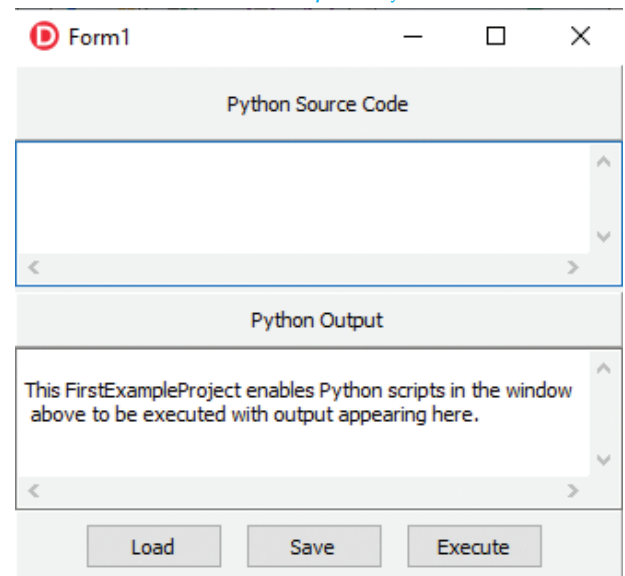 Form1
Python Source Code
Python Output
This FirstExampleProject enables Python scripts in the window
above to be executed with output appearing here.
Load Save Execute